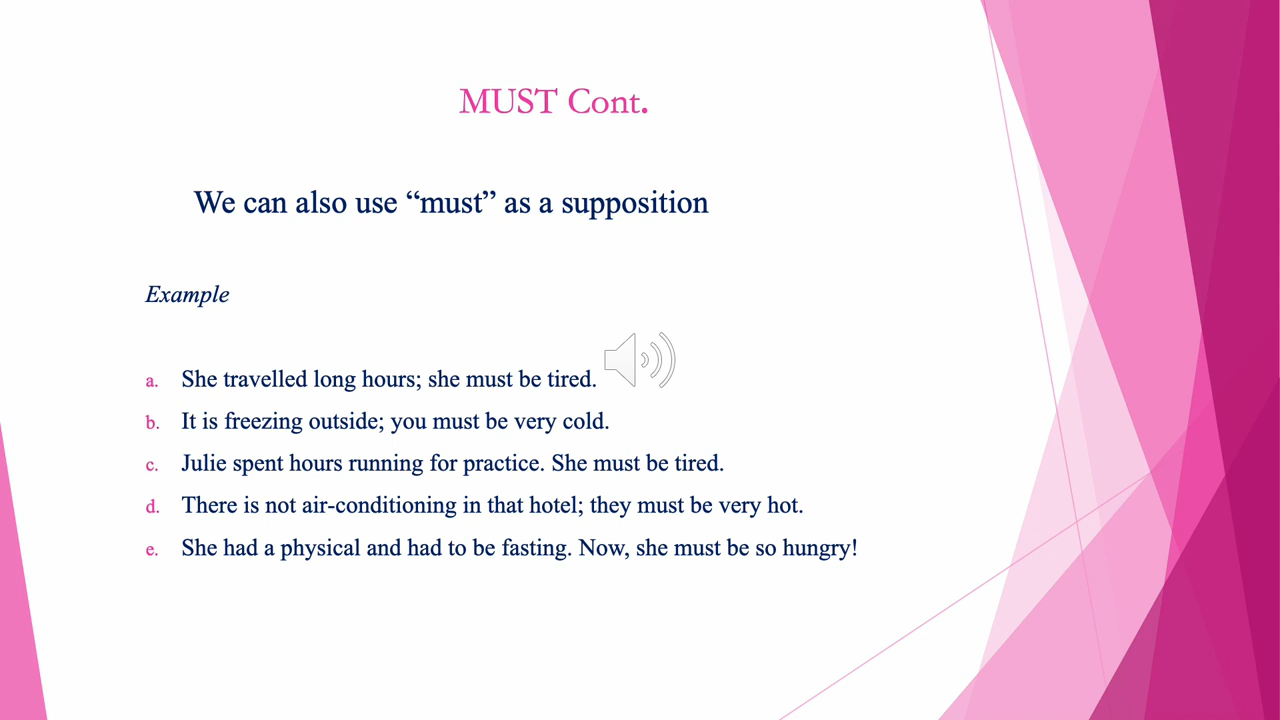 MUST Cont.
We can also use “must” as a supposition
Example
a. She travelled long hours; she must be tired.
b. It is freezing outside; you must be very cold.
c. Julie spent hours running for practice. She must be tired.
d. There is not air-conditioning in that hotel; they must be very hot.
e. She had a physical and had to be fasting. Now, she must be so hungry!